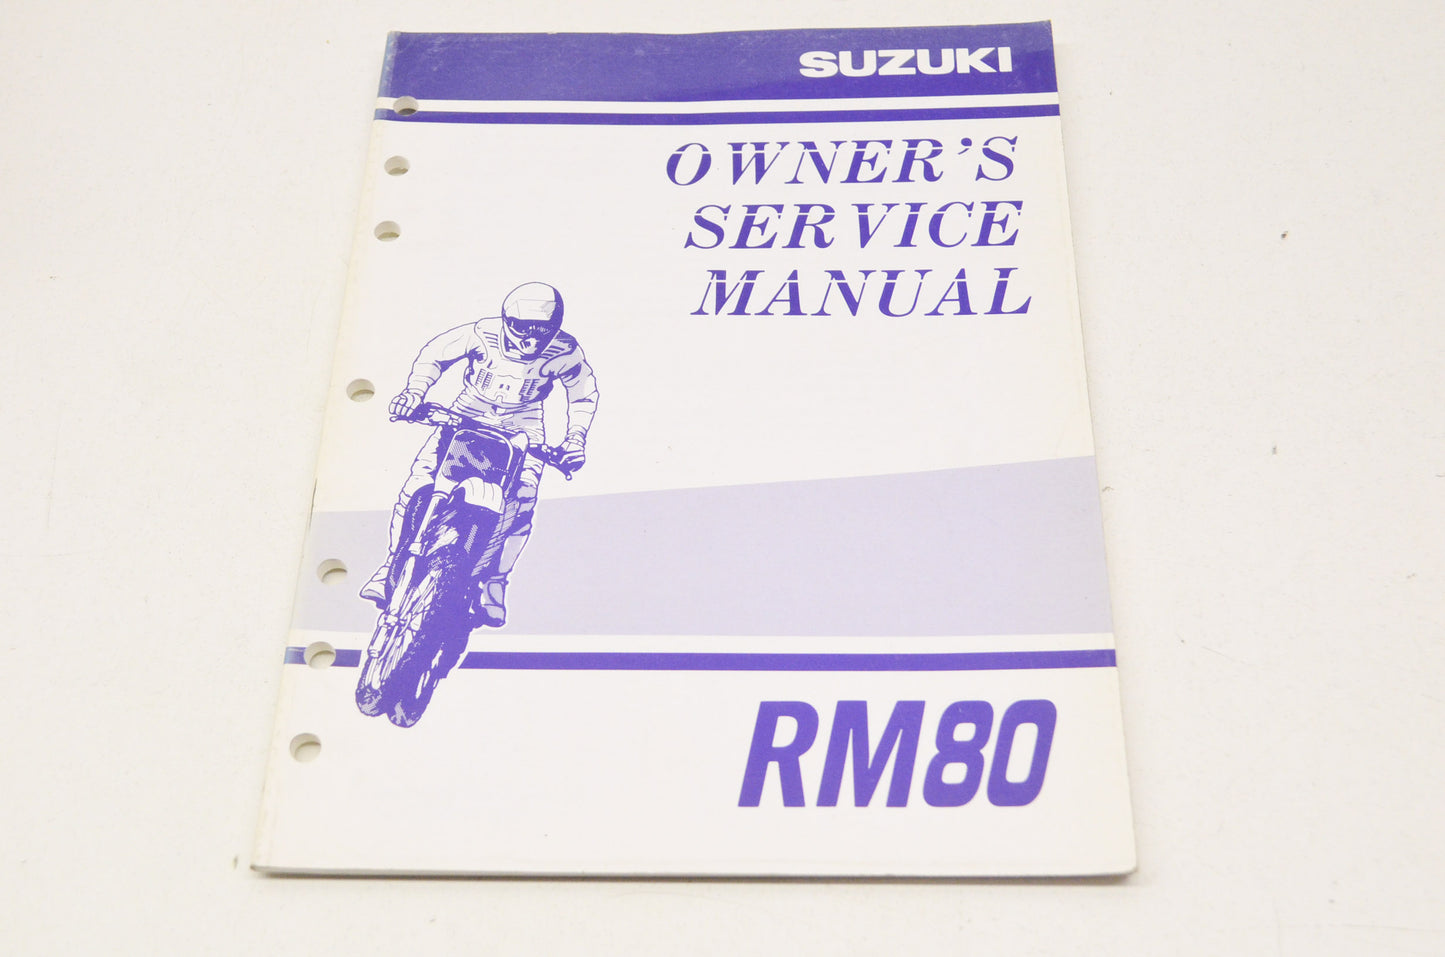 SUZUKI
OWNER'S
SERVICE
MANUAL
RM80